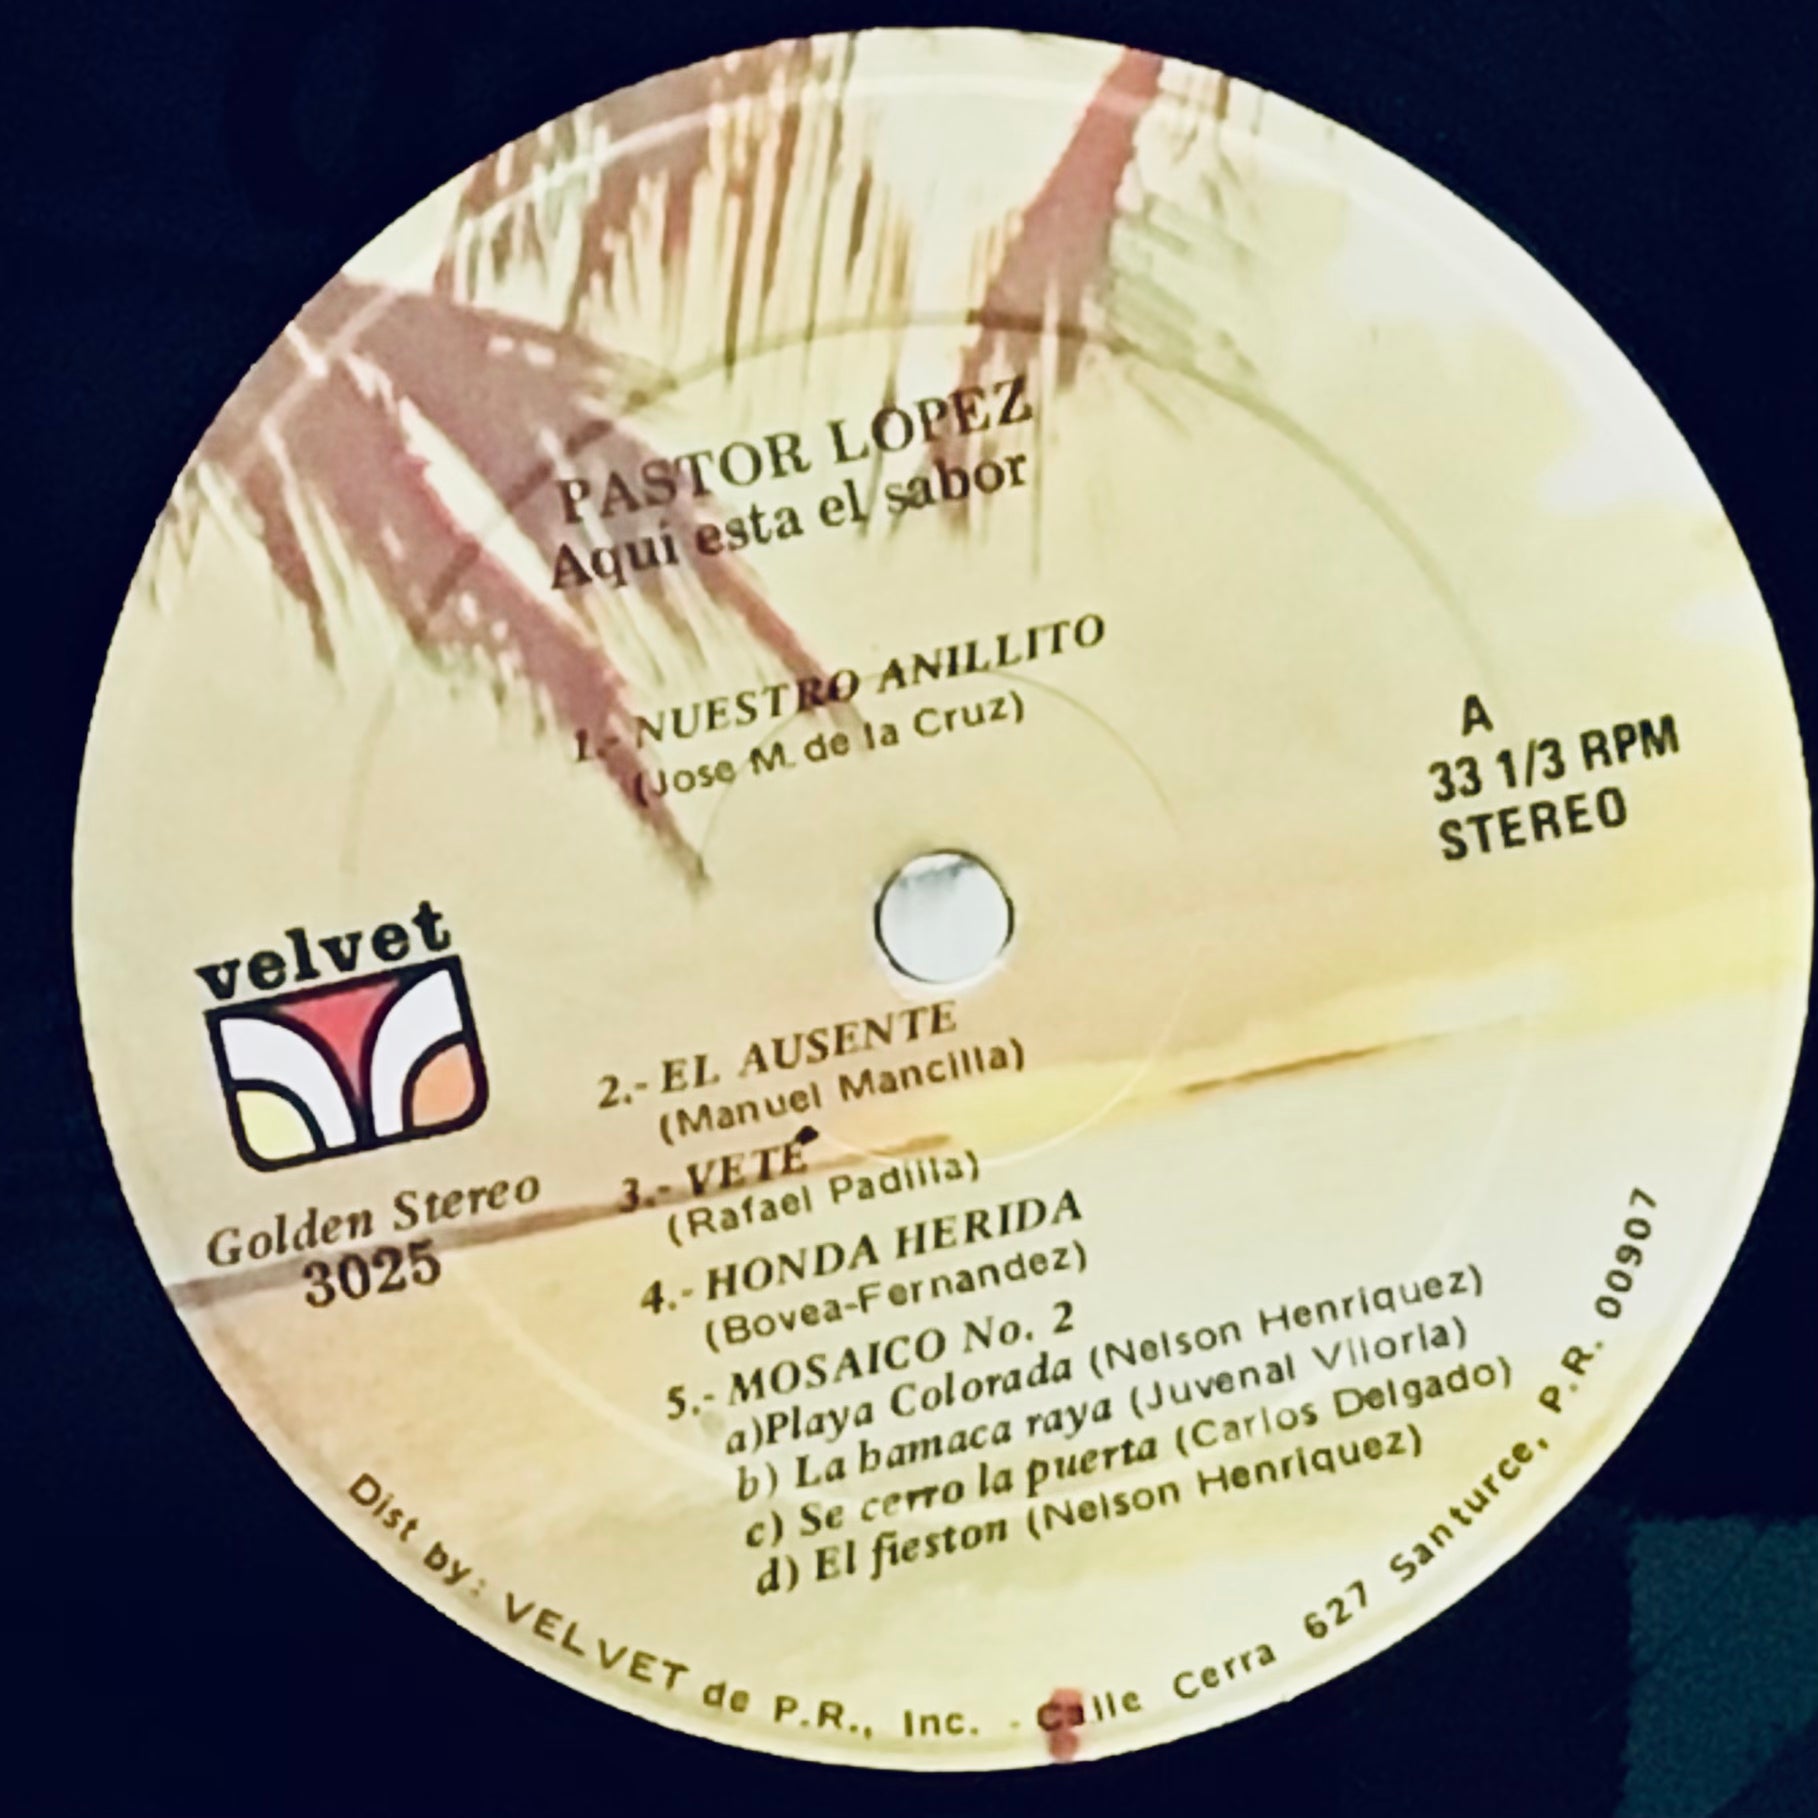 PASTOR LOPEZ
Aqui esta el sabor
1.- NUESTRO ANILLITO
(Jose M. de la Cruz)
A
33 1/3 RPM
STEREO
velvet
Golden Stereo
3025
2.- EL AUSENTE
(Manuel Mancilla)
3.- VETÉ
(Rafael Padilla)
4.- HONDA HERIDA
(Bovea-Fernandez)
5.- MOSAICO No. 2
a)Playa Colorada (Nelson Henriquez)
b) La bamaca raya (Juvenal Viloria)
c) Se cerro la puerta (Carlos Delgado)
d) El fieston (Nelson Henriquez)
Dist by: VELVET de P.R., Inc. - Calle Cerra 627 Santurce, P.R. 00907